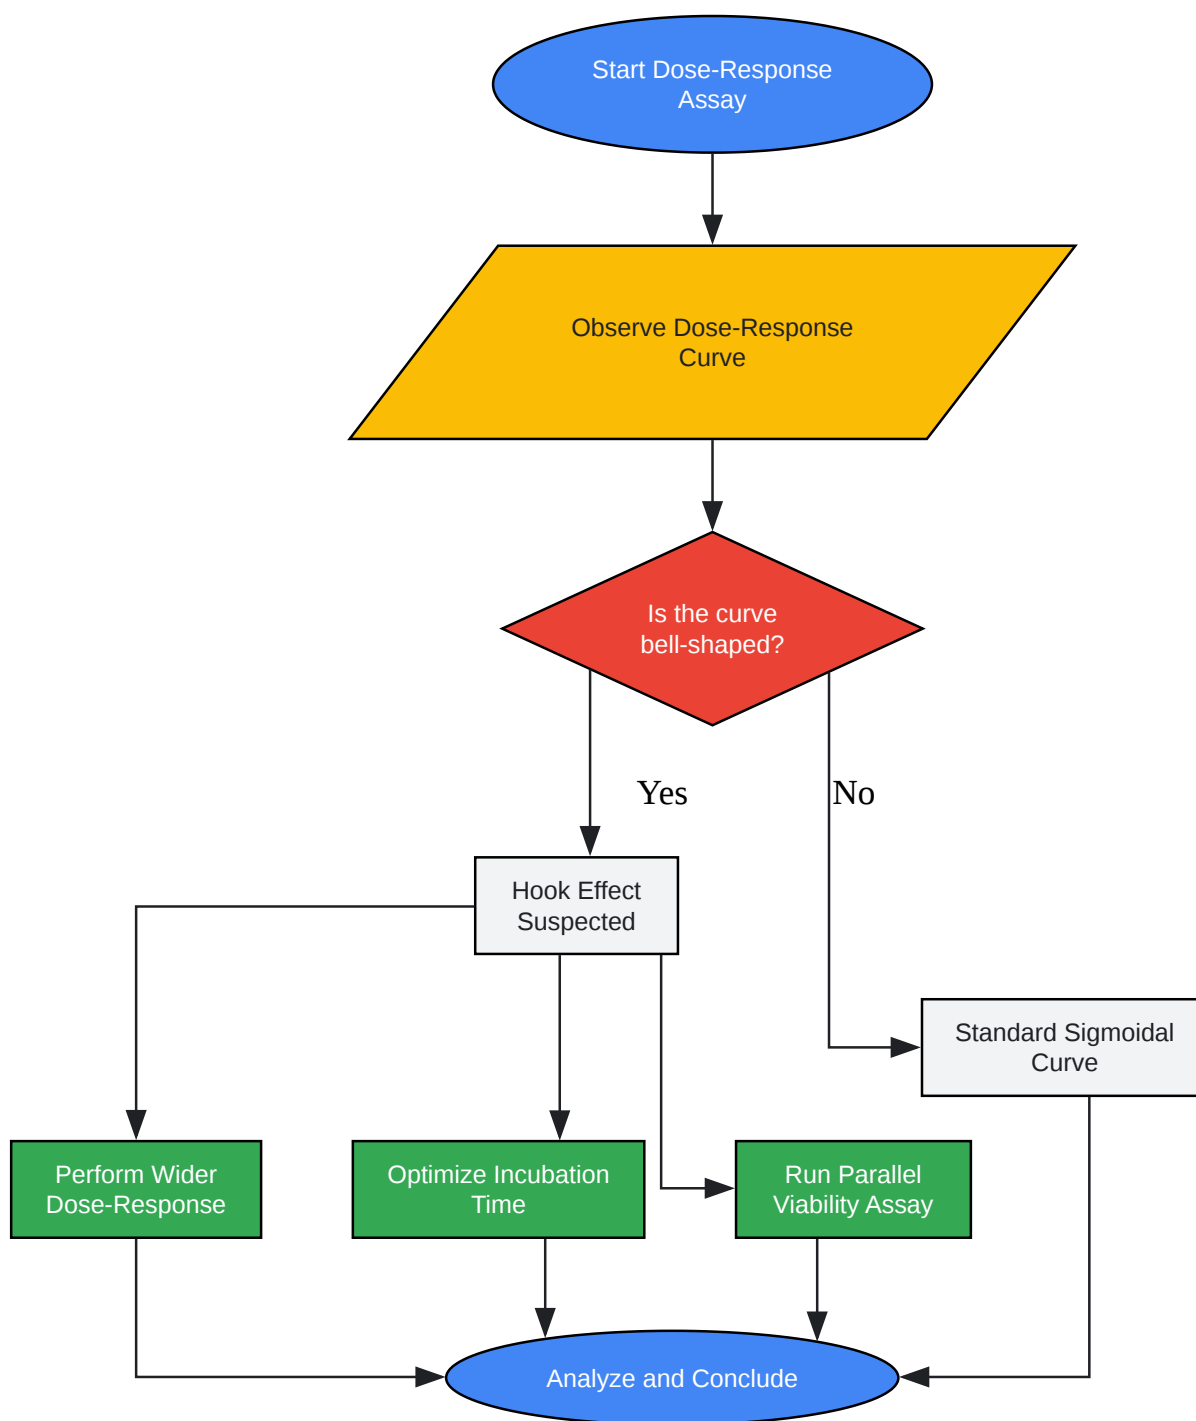 Start Dose-Response
Assay
Observe Dose-Response
Curve
Is the curve
bell-shaped?
Yes
No
Hook Effect
Suspected
Standard Sigmoidal
Curve
Perform Wider
Dose-Response
Optimize Incubation
Time
Run Parallel
Viability Assay
Analyze and Conclude